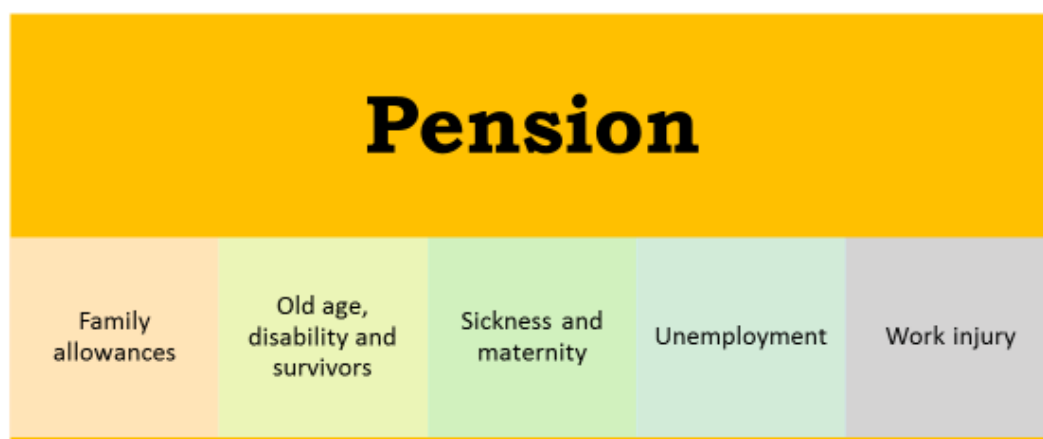 Pension
Family
allowances
Old age,
disability and
survivors
Sickness and
maternity
Unemployment
Work injury